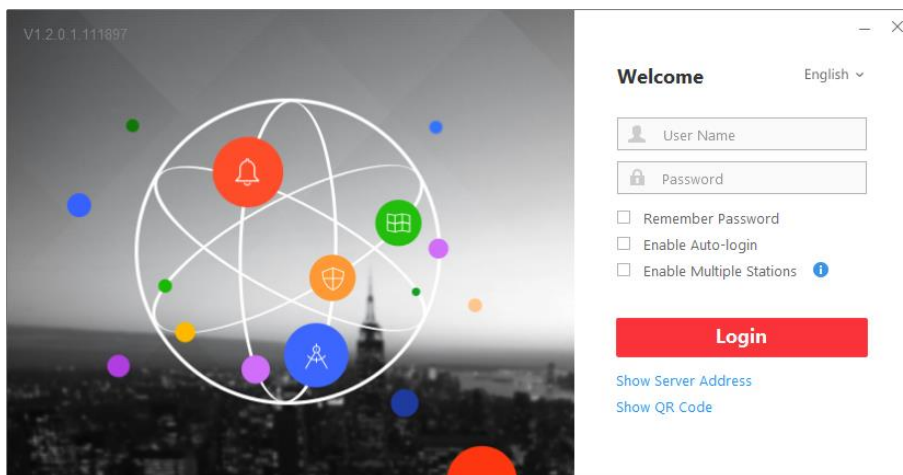 V1.2.0.1.111897
Welcome
English
User Name
Password
Remember Password
Enable Auto-login
Enable Multiple Stations
Login
Show Server Address
Show QR Code